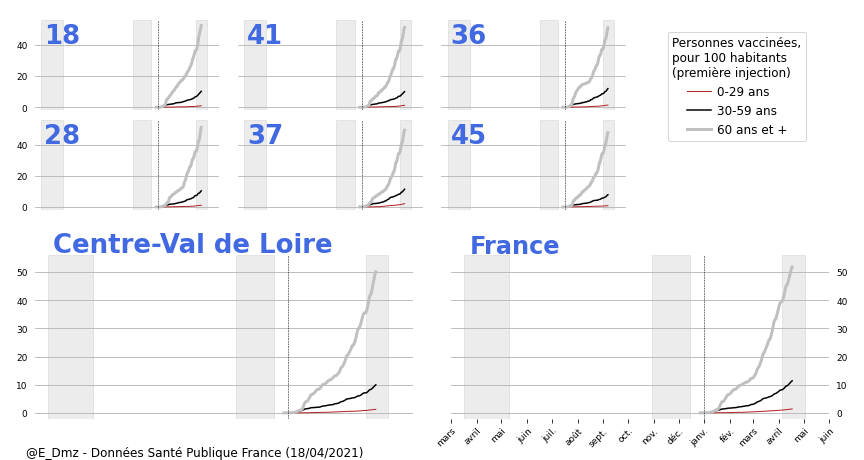 18
41
36
Personnes vaccinées,
pour 100 habitants
(première injection)
0-29 ans
30-59 ans
60 ans et +
40
20
0
28
37
45
40
20
0
Centre-Val de Loire
France
50
40
30
20
10
0
50
40
30
20
10
0
mars
avril
mai
juin
juil.
août
sept.
oct.
nov.
déc.
janv.
fév.
mars
avril
mai
juin
@E_Dmz - Données Santé Publique France (18/04/2021)